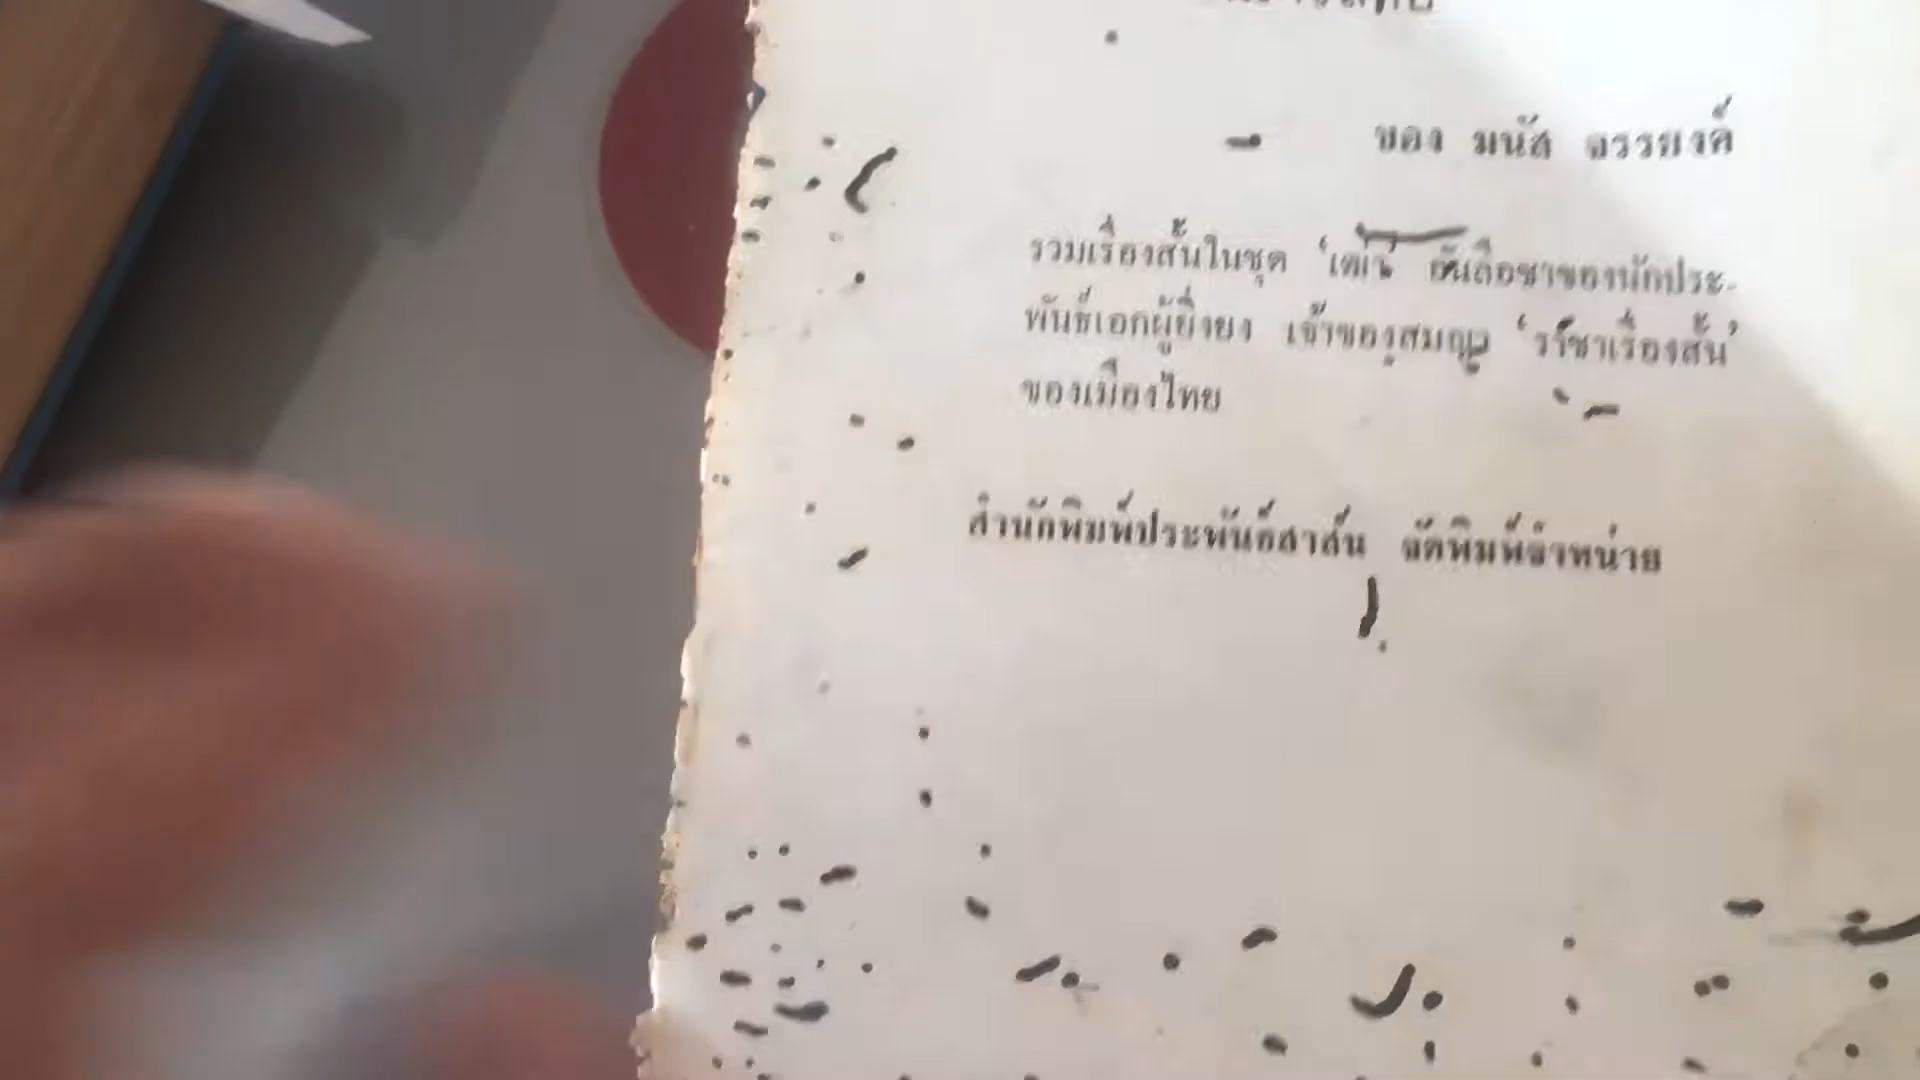 ของ มนัส จรรยงค์
รวมเรื่องสั้นในชุด ‘เฒ่า’ อันลือชาของนักประ-
พันธ์เอกผู้ยิ่งยง เจ้าของสมญา ‘ราชาเรื่องสั้น’
ของเมืองไทย
สำนักพิมพ์ประพันธ์สาส์น จัดพิมพ์จำหน่าย